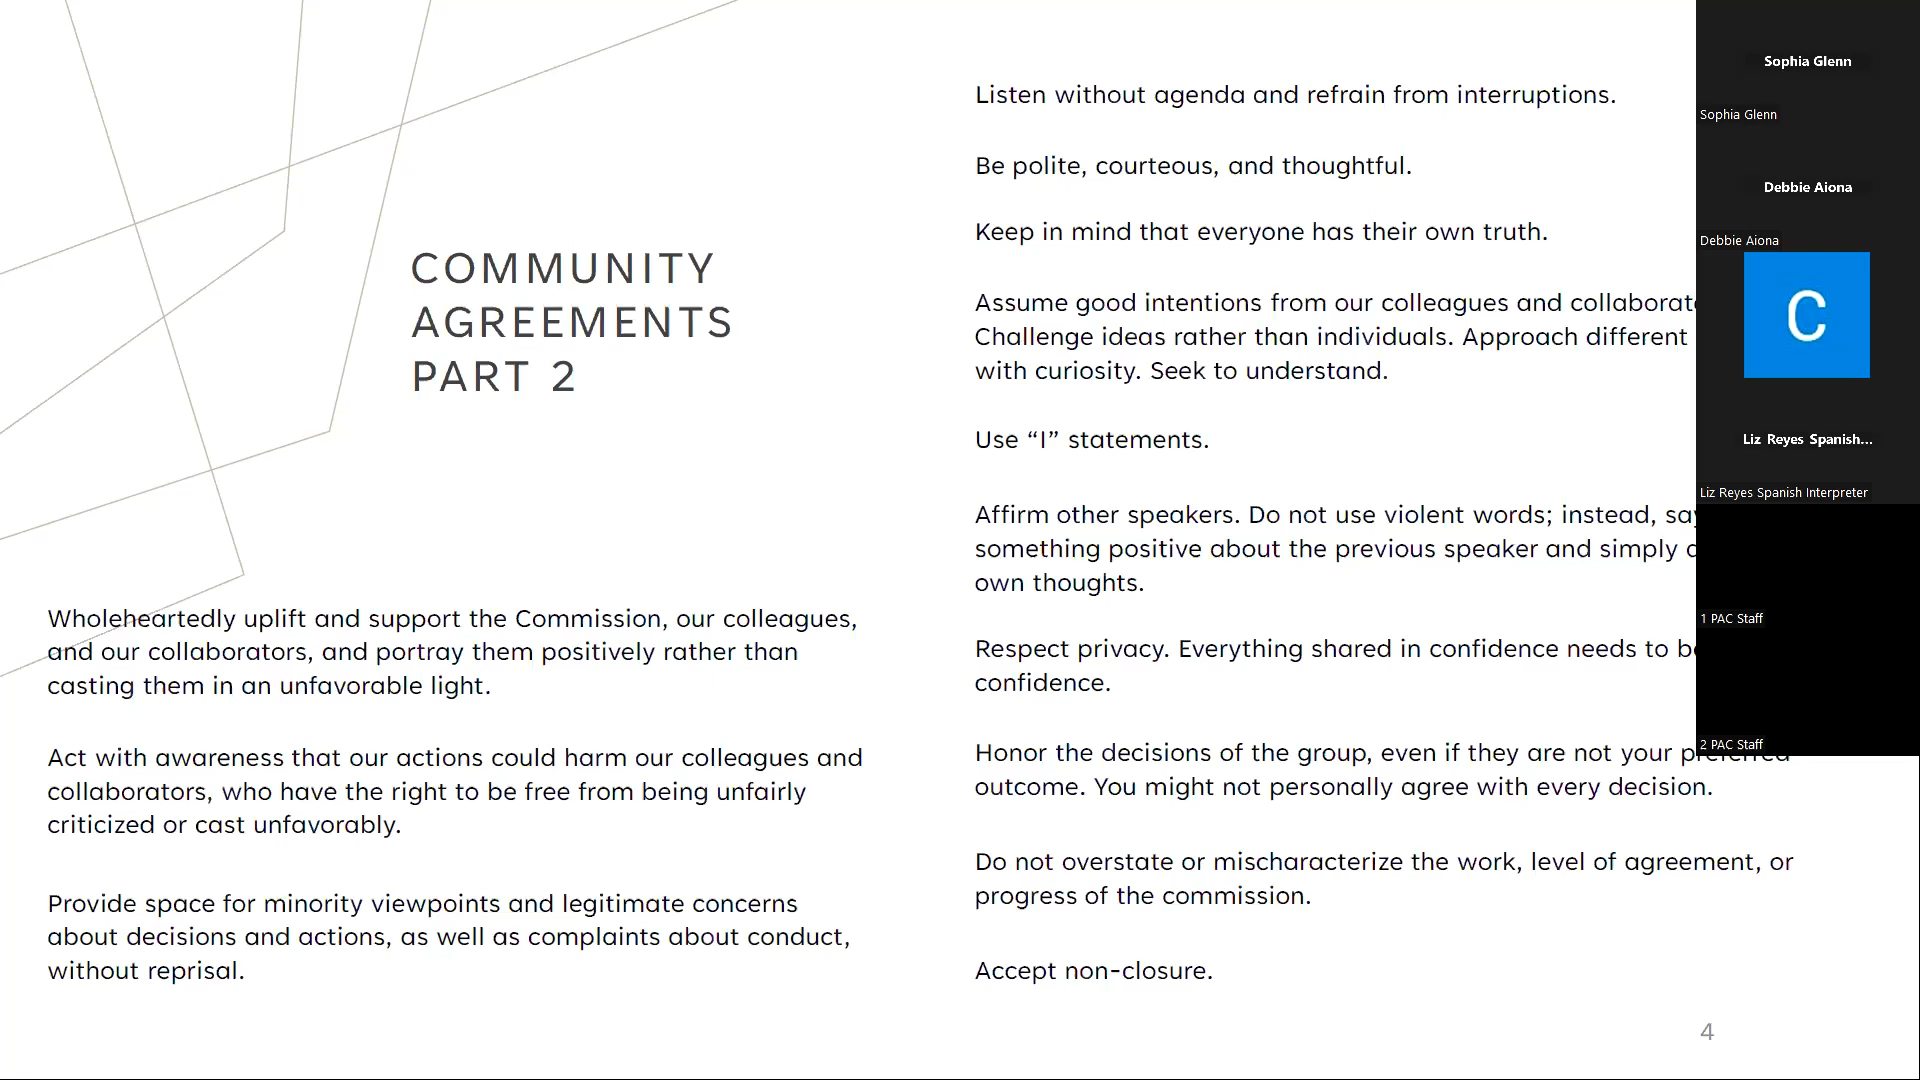 COMMUNITY
AGREEMENTS
PART 2
Wholeheartedly uplift and support the Commission, our colleagues,
and our collaborators, and portray them positively rather than
casting them in an unfavorable light.
Act with awareness that our actions could harm our colleagues and
collaborators, who have the right to be free from being unfairly
criticized or cast unfavorably.
Provide space for minority viewpoints and legitimate concerns
about decisions and actions, as well as complaints about conduct,
without reprisal.
Listen without agenda and refrain from interruptions.
Be polite, courteous, and thoughtful.
Keep in mind that everyone has their own truth.
Assume good intentions from our colleagues and
Challenge ideas rather than individuals. Approach different
with curiosity. Seek to understand.
Use “I” statements.
Affirm other speakers. Do not use violent words; instead,
something positive about the previous speaker and simply
own thoughts.
Respect privacy. Everything shared in confidence needs to
confidence.
Honor the decisions of the group, even if they are not your preferred
outcome. You might not personally agree with every decision.
Do not overstate or mischaracterize the work, level of agreement, or
progress of the commission.
Accept non-closure.
4
Sophia Glenn
Sophia Glenn
Debbie Aiona
Debbie Aiona
C
Liz Reyes Spanish...
Liz Reyes Spanish Interpreter
1 PAC Staff
2 PAC Staff